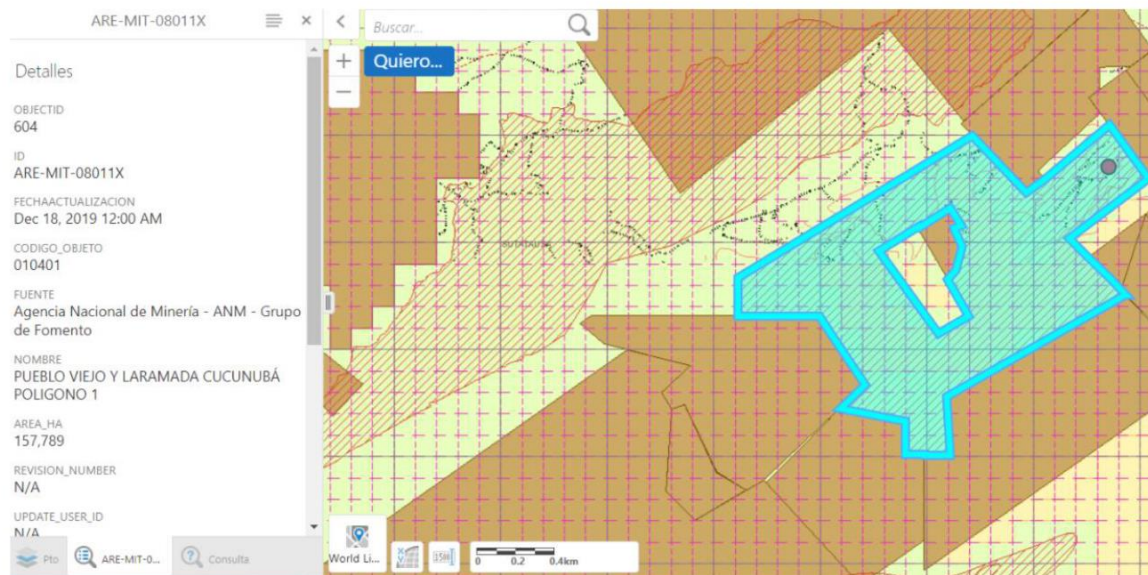 ARE-MIT-08011X
Detalles
OBJECTID
604
ID
ARE-MIT-08011X
FECHAACTUALIZACION
Dec 18, 2019 12:00 AM
CODIGO_OBJETO
010401
FUENTE
Agencia Nacional de Minería - ANM - Grupo
de Fomento
NOMBRE
PUEBLO VIEJO Y LARAMADA CUCUNUBÁ
POLIGONO 1
AREA_HA
157,789
REVISION_NUMBER
N/A
UPDATE_USER_ID
N/A
Pto
ARE-MIT-0...
Consulta
Buscar...
Quiero...
SUTATAUSA
World Li...
0 0.2 0.4km